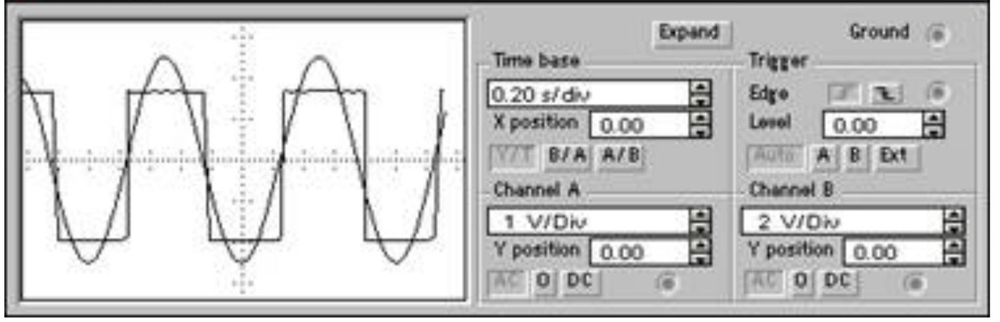 Expand
Ground
Time base
0.20 s/div
X position 0.00
Y/T B/A A/B
Trigger
Edge
Level 0.00
Auto A B Ext
Channel A
1 V/Div
Y position 0.00
AC 0 DC
Channel B
2 V/Div
Y position 0.00
AC 0 DC